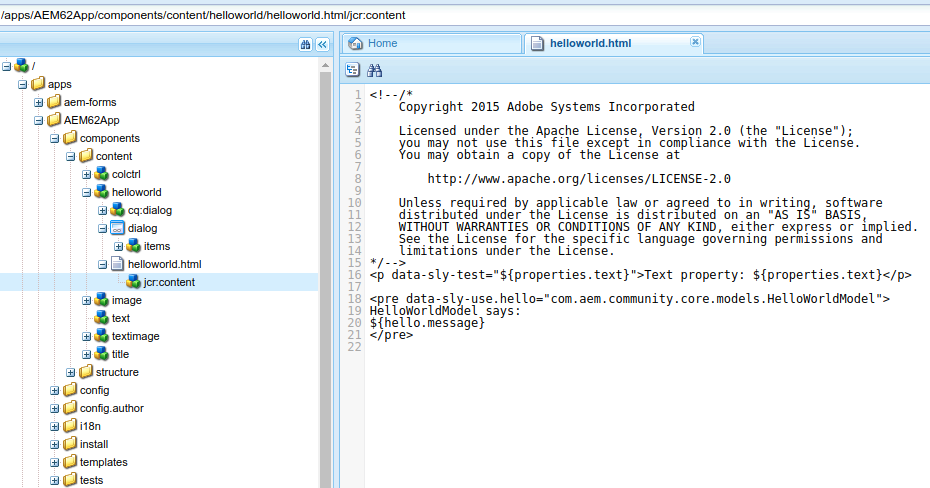 /apps/AEM62App/components/content/helloworld/helloworld.html/jcr:content
/
apps
aem-forms
AEM62App
components
content
colctrl
helloworld
cq:dialog
dialog
items
helloworld.html
jcr:content
image
text
textimage
title
structure
config
config.author
i18n
install
templates
tests
Home
helloworld.html
1 <!--/*
2     Copyright 2015 Adobe Systems Incorporated
3
4     Licensed under the Apache License, Version 2.0 (the "License");
5     you may not use this file except in compliance with the License.
6     You may obtain a copy of the License at
7
8         http://www.apache.org/licenses/LICENSE-2.0
9
10     Unless required by applicable law or agreed to in writing, software
11     distributed under the License is distributed on an "AS IS" BASIS,
12     WITHOUT WARRANTIES OR CONDITIONS OF ANY KIND, either express or implied.
13     See the License for the specific language governing permissions and
14     limitations under the License.
15 */-->
16 <p data-sly-test="${properties.text}">Text property: ${properties.text}</p>
17
18 <pre data-sly-use.hello="com.aem.community.core.models.HelloWorldModel">
19 HelloWorldModel says:
20 ${hello.message}
21 </pre>
22